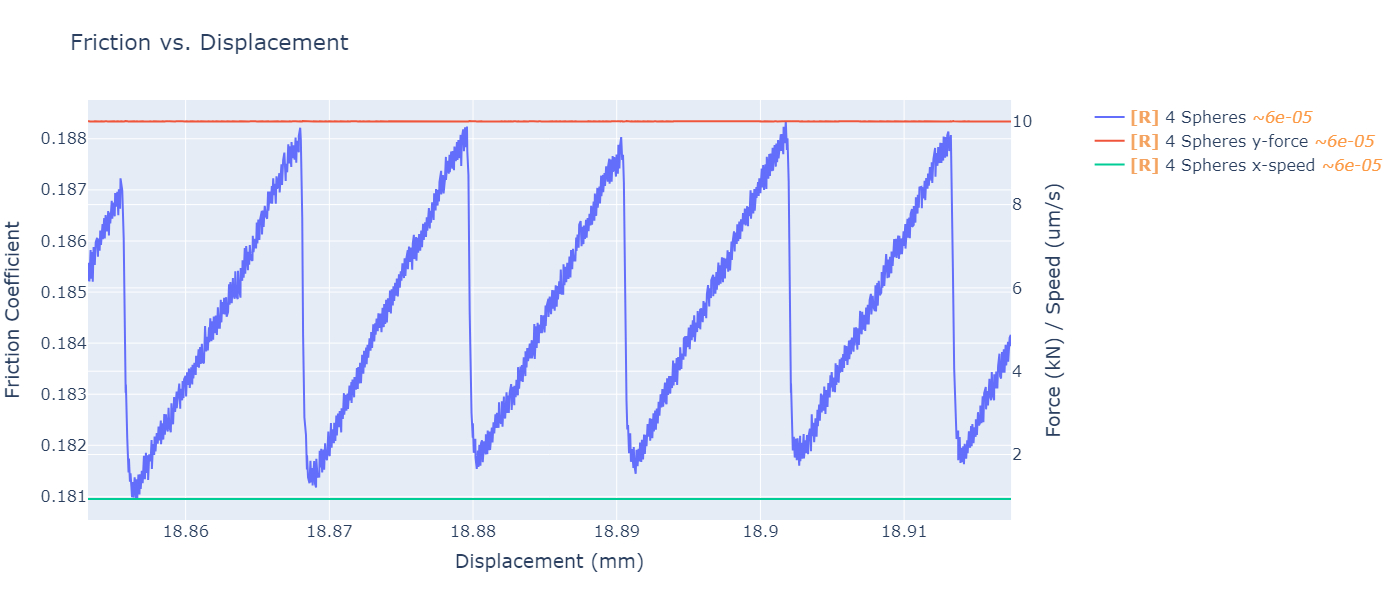 Friction vs. Displacement
[R] 4 Spheres ~6e-05
[R] 4 Spheres y-force ~6e-05
[R] 4 Spheres x-speed ~6e-05
Friction Coefficient
0.188
0.187
0.186
0.185
0.184
0.183
0.182
0.181
10
8
6
4
2
Force (kN) / Speed (um/s)
18.86
18.87
18.88
18.89
18.9
18.91
Displacement (mm)